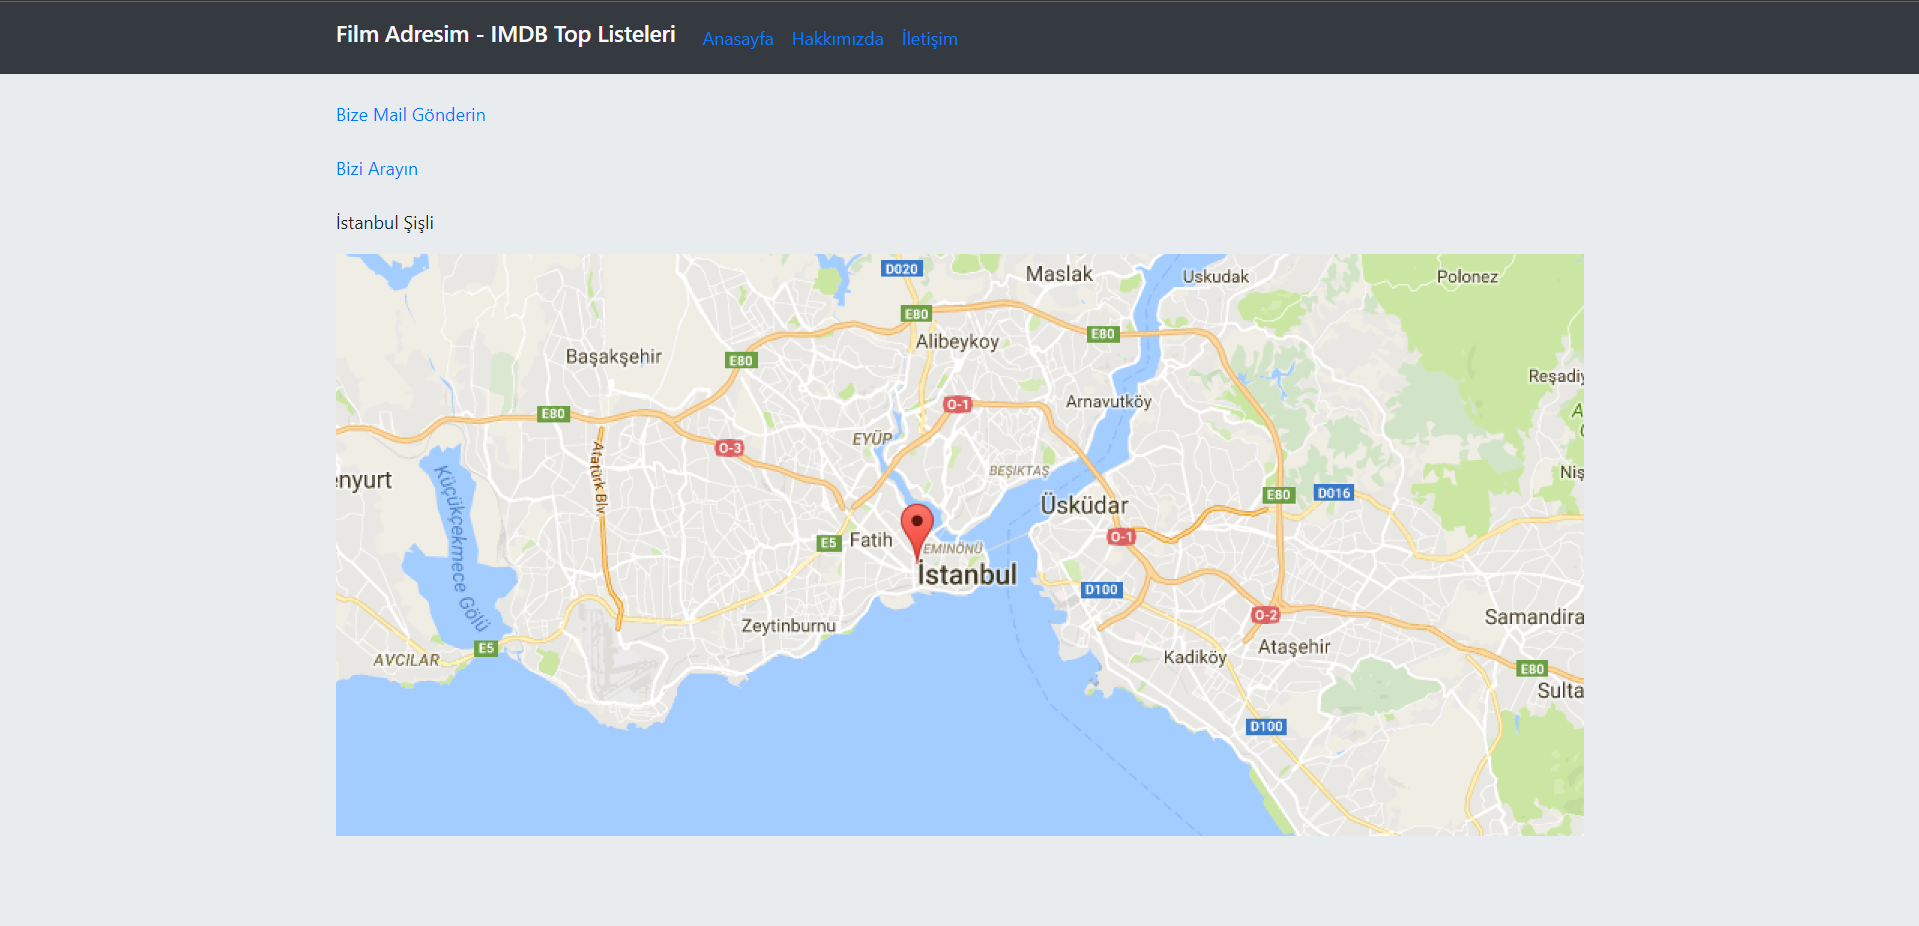 Film Adresim - IMDB Top Listeleri Anasayfa Hakkımızda İletişim
Bize Mail Gönderin
Bizi Arayın
İstanbul Şişli
D020
Maslak
Uskudak
Polonez
E80
E80
Alibeykoy
Başakşehir
E80
Reşadiy
O-1
Arnavutköy
E80
A
EYÜP
O-3
Atatürk Blv
BEŞIKTAŞ
Niş
enyurt
Küçükçekmece Gölü
E80
D016
Üsküdar
O-1
E5
Fatih
EMINÖNÜ
İstanbul
D100
O-2
Samandira
Zeytinburnu
Ataşehir
E5
Kadiköy
AVCILAR
E80
Sulta
D100